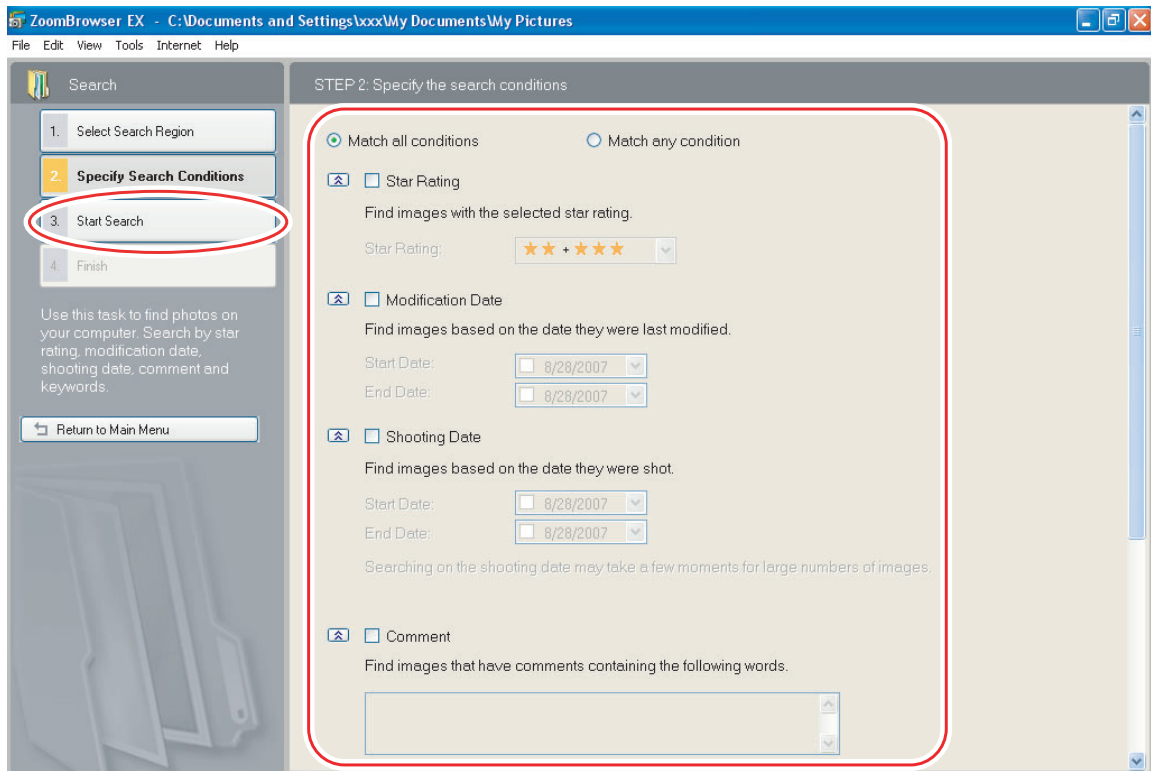 ZoomBrowser EX - C:\Documents and Settings\xxx\My Documents\My Pictures
File Edit View Tools Internet Help
Search
1. Select Search Region
2. Specify Search Conditions
3. Start Search
4. Finish
Use this task to find photos on
your computer. Search by star
rating, modification date,
shooting date, comment and
keywords.
Return to Main Menu
STEP 2: Specify the search conditions
Match all conditions Match any condition
Star Rating
Find images with the selected star rating.
Star Rating: ★★+★★★
Modification Date
Find images based on the date they were last modified.
Start Date: 8/28/2007
End Date: 8/28/2007
Shooting Date
Find images based on the date they were shot.
Start Date: 8/28/2007
End Date: 8/28/2007
Searching on the shooting date may take a few moments for large numbers of images.
Comment
Find images that have comments containing the following words.